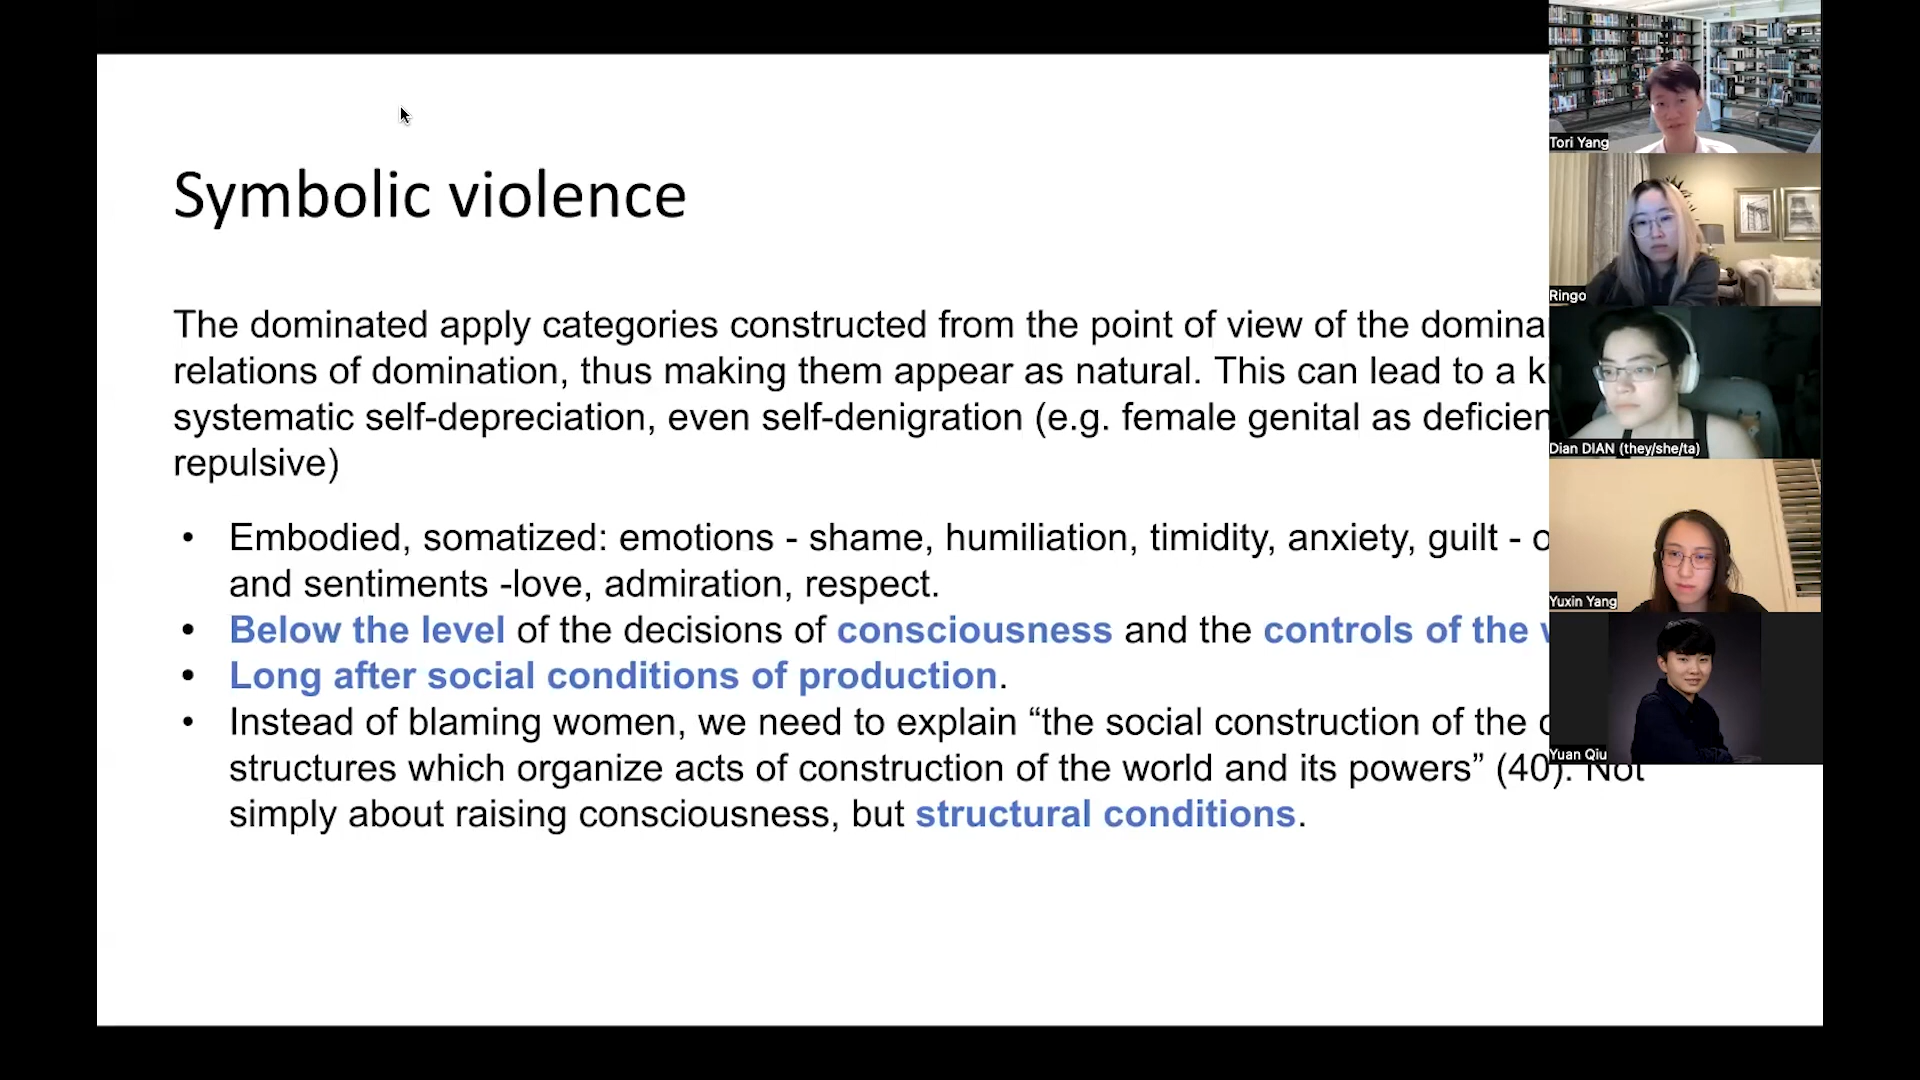 Symbolic violence
The dominated apply categories constructed from the point of view of the
relations of domination, thus making them appear as natural. This can lead to a
systematic self-depreciation, even self-denigration (e.g. female genital as
repulsive)
• Embodied, somatized: emotions - shame, humiliation, timidity, anxiety, guilt -
and sentiments -love, admiration, respect.
• Below the level of the decisions of consciousness and the controls of the
• Long after social conditions of production.
• Instead of blaming women, we need to explain “the social construction of the
structures which organize acts of construction of the world and its powers” (40). Not
simply about raising consciousness, but structural conditions.
Tori Yang
Ringo
Dian DIAN (they/she/ta)
Yuxin Yang
Yuan Qiu